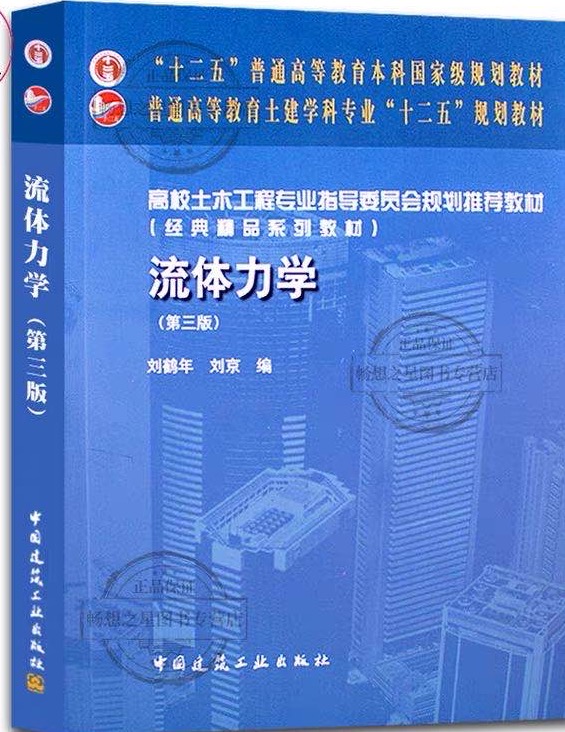 “十二五”普通高等教育本科国家级规划教材
普通高等教育土建学科专业“十二五”规划教材
高校土木工程专业指导委员会规划推荐教材
(经典精品系列教材)
流体力学
(第三版)
刘鹤年 刘京 编
中国建筑工业出版社
流体力学(第三版)
中国建筑工业出版社
正品保证
畅想之星图书专营店
正品保证
畅想之星图书专营店
正品保证